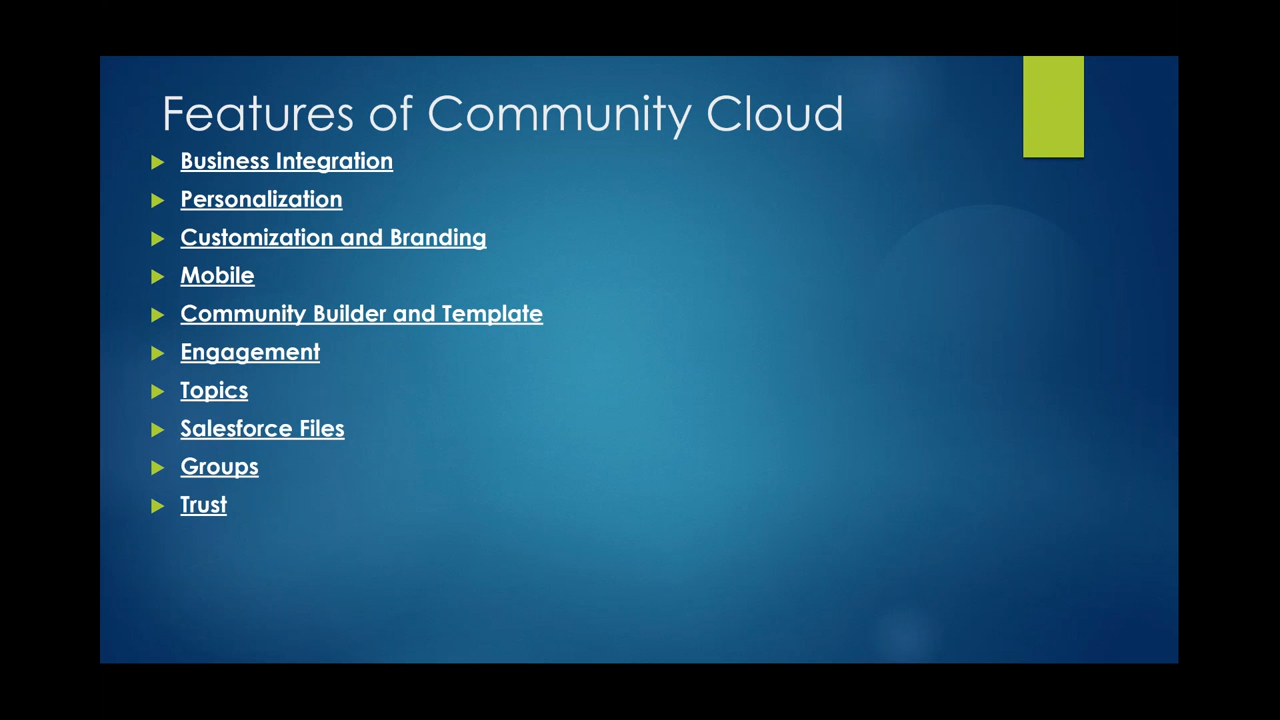 Features of Community Cloud
Business Integration
Personalization
Customization and Branding
Mobile
Community Builder and Template
Engagement
Topics
Salesforce Files
Groups
Trust